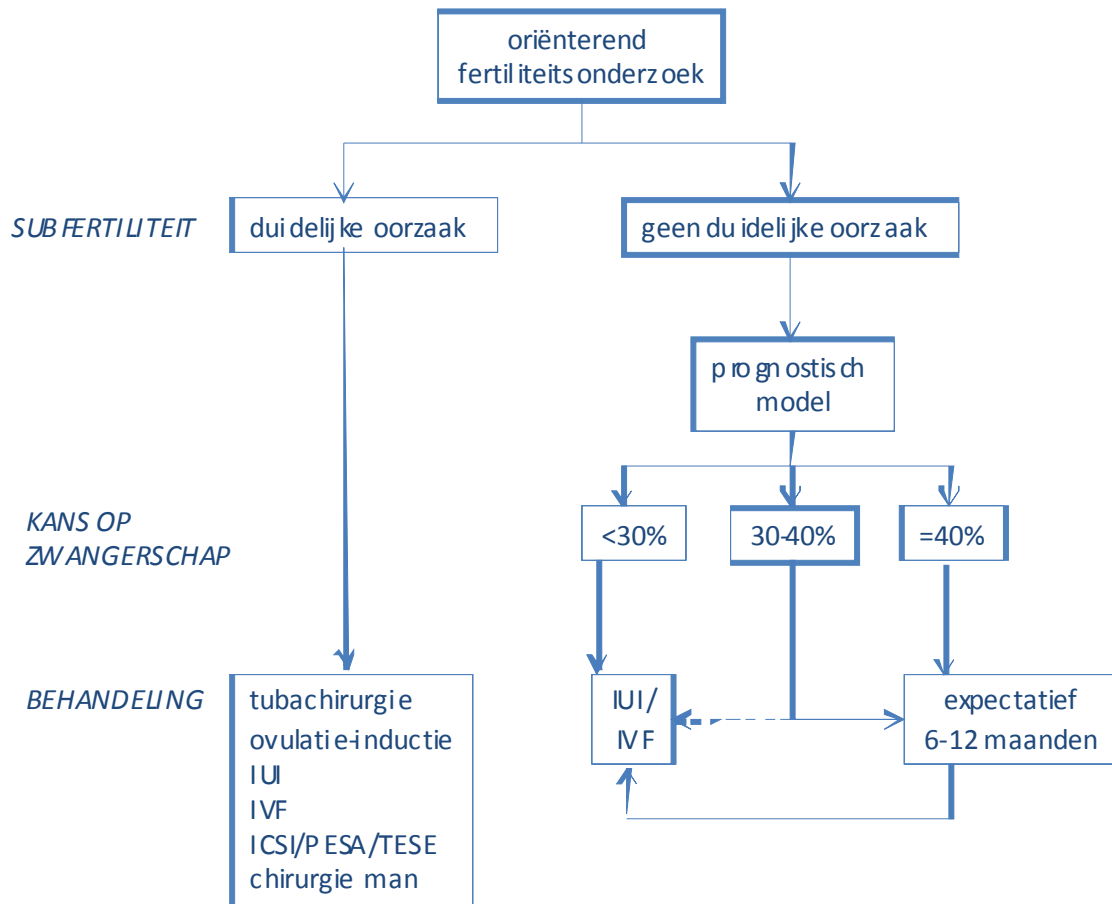 oriënterend
fertiliteitsonderzoek
SUBFERTILITEIT
duidelijke oorzaak
geen duidelijke oorzaak
prognostisch
model
KANS OP
ZWANGERSCHAP
<30%
30-40%
=40%
BEHANDELING
tubachirurgie
ovulatie-inductie
IUI
IVF
ICSI/PESA/TESE
chirurgie man
IUI/
IVF
expectatief
6-12 maanden